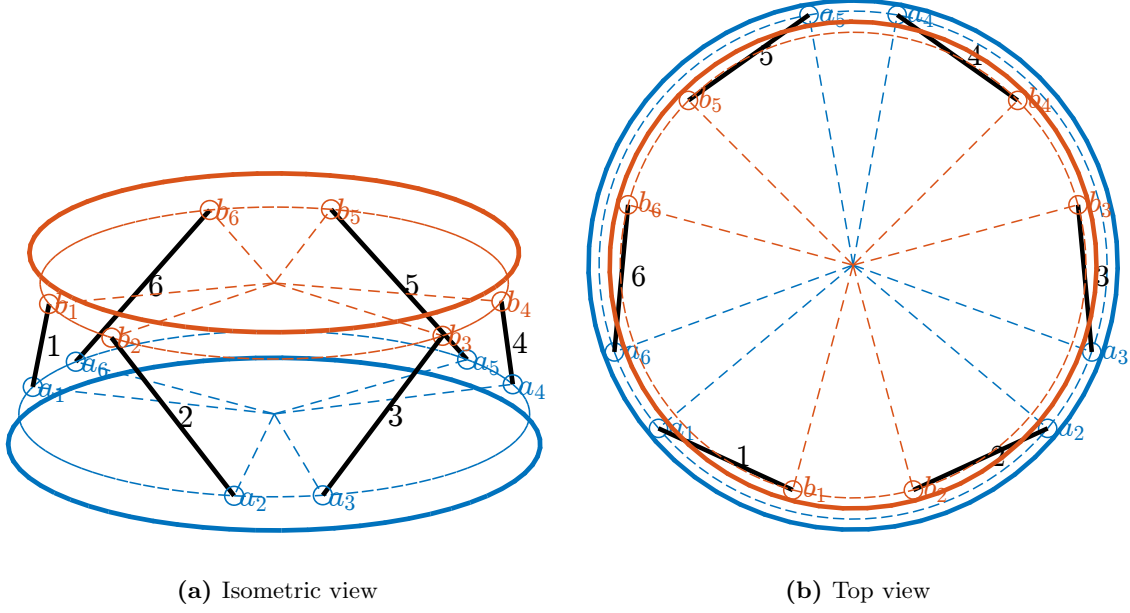 b₆ b₅
6 5
b₁ b₂ b₃ b₄
1 a₆ a₅ 4
a₁ a₄
2 3
a₂ a₃
(a) Isometric view
a₅ a₄
5 4
b₅ b₄
b₆ b₃
6 3
a₆ a₃
a₁ a₂
1 2
b₁ b₂
(b) Top view